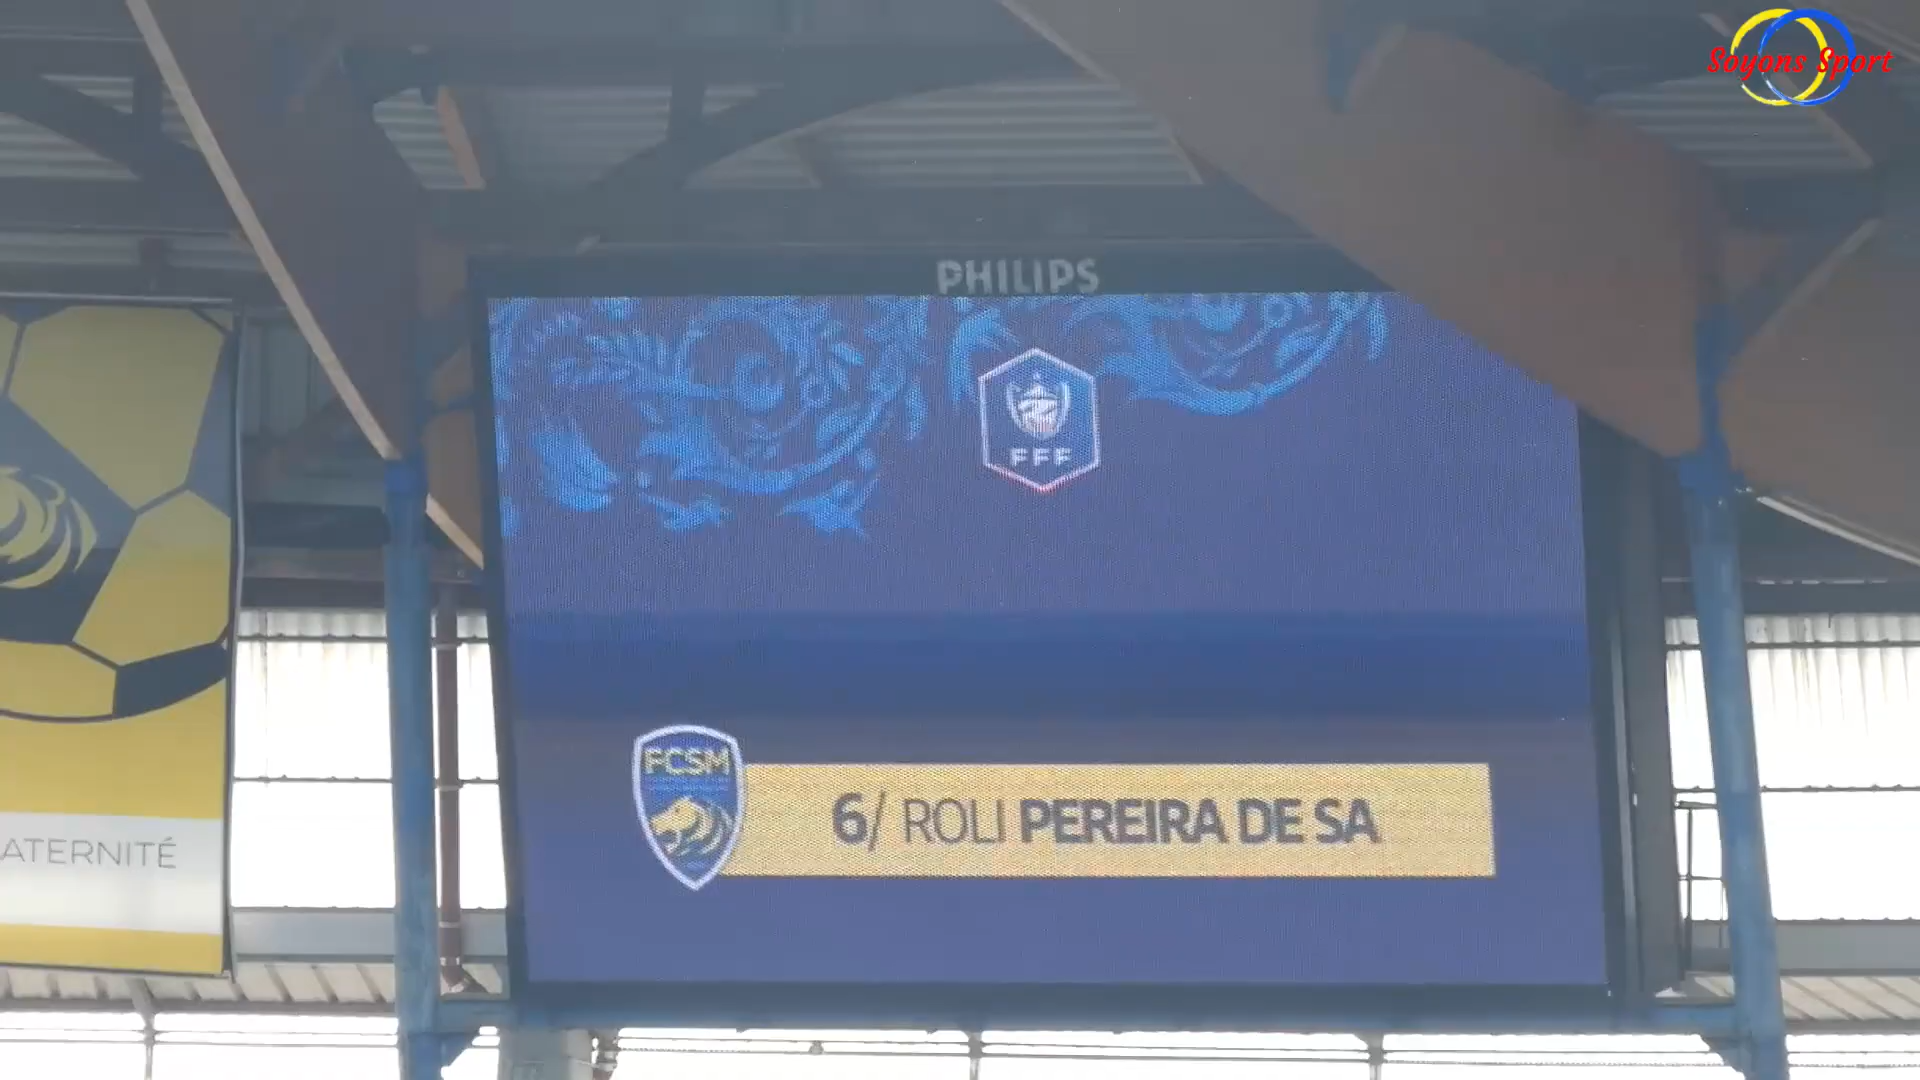 Soyons Sport
PHILIPS
FFF
FCSM
6/ ROLI PEREIRA DE SA
ATERNITÉ